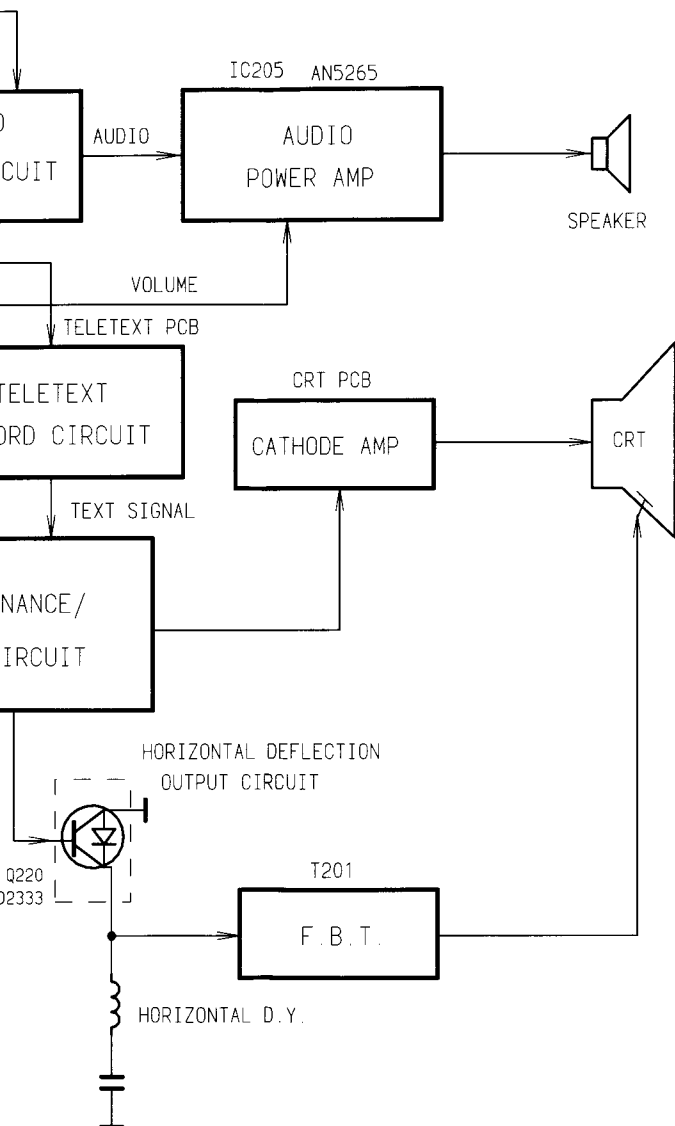 IC205 AN5265
CUIT
AUDIO
AUDIO
POWER AMP
SPEAKER
VOLUME
TELETEXT PCB
TELETEXT
ORD CIRCUIT
CRT PCB
CATHODE AMP
CRT
TEXT SIGNAL
NANCE/
IRCUIT
HORIZONTAL DEFLECTION
OUTPUT CIRCUIT
Q220
D2333
T201
F.B.T.
HORIZONTAL D.Y.